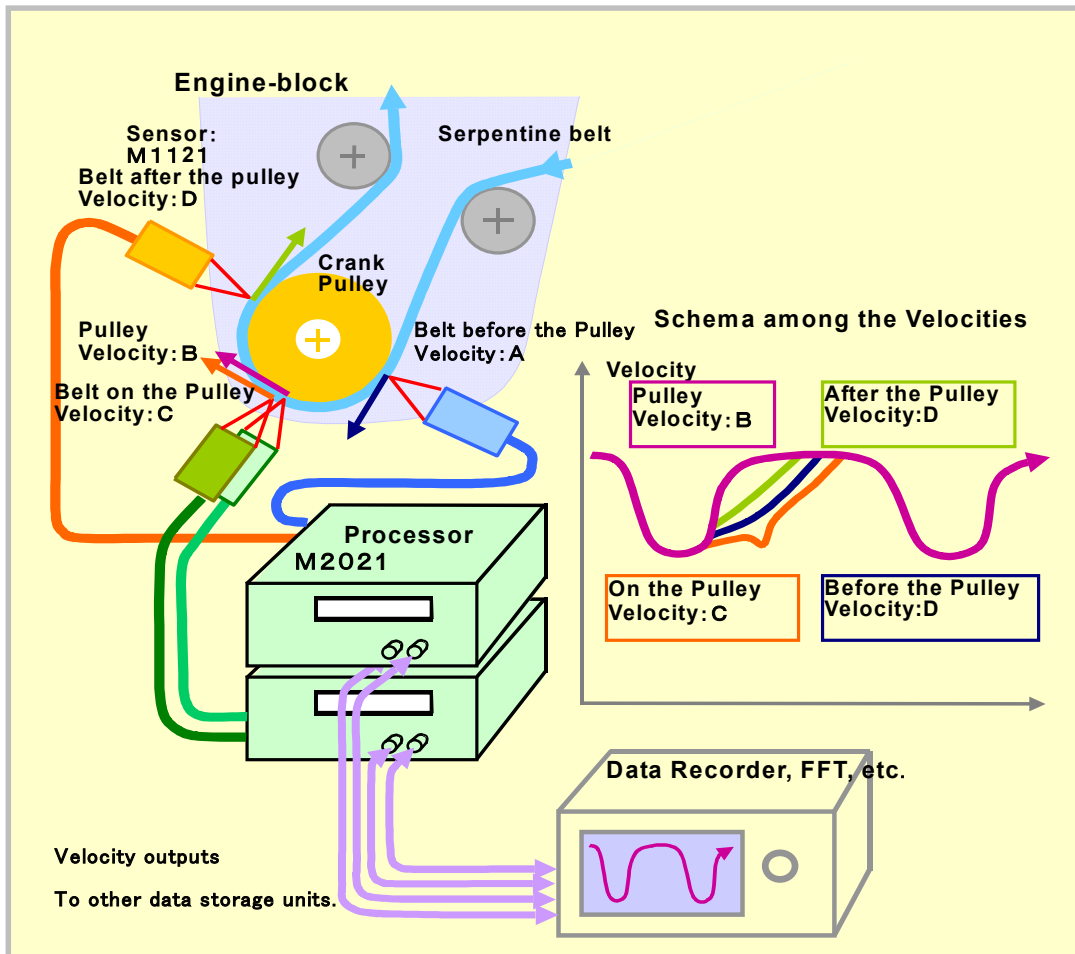 Engine-block
Sensor:
M1121
Belt after the pulley
Velocity:D
Serpentine belt
Crank
Pulley
Pulley
Velocity:B
Belt on the Pulley
Velocity:C
Belt before the Pulley
Velocity:A
Processor
M2021
Schema among the Velocities
Velocity
Pulley
Velocity:B
After the Pulley
Velocity:D
On the Pulley
Velocity:C
Before the Pulley
Velocity:D
Data Recorder, FFT, etc.
Velocity outputs
To other data storage units.